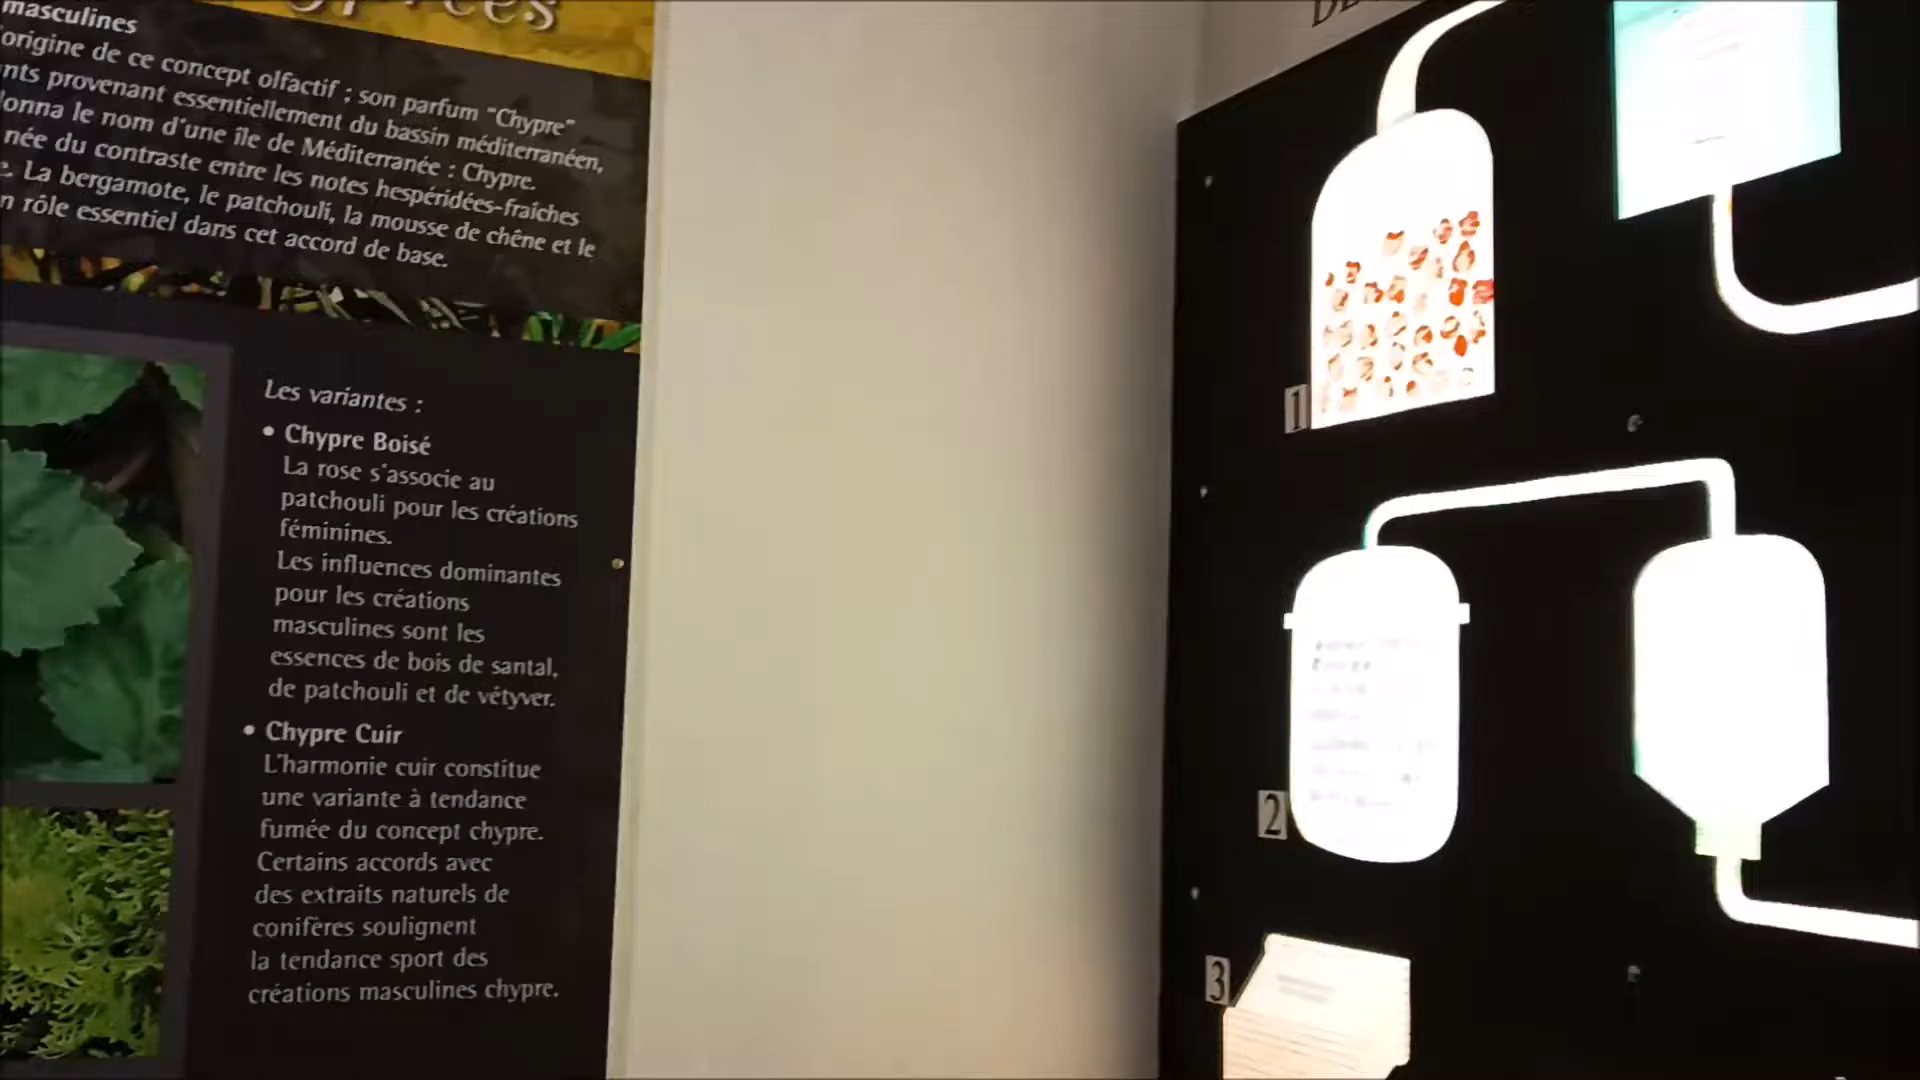 masculines
origine de ce concept olfactif ; son parfum "Chypre"
nts provenant essentiellement du bassin méditerranéen,
donna le nom d'une île de Méditerranée : Chypre.
née du contraste entre les notes hespéridées-fraîches
e. La bergamote, le patchouli, la mousse de chêne et le
n rôle essentiel dans cet accord de base.
Les variantes :
• Chypre Boisé
La rose s'associe au
patchouli pour les créations
féminines.
Les influences dominantes
pour les créations
masculines sont les
essences de bois de santal,
de patchouli et de vétyver.
• Chypre Cuir
L'harmonie cuir constitue
une variante à tendance
fumée du concept chypre.
Certains accords avec
des extraits naturels de
conifères soulignent
la tendance sport des
créations masculines chypre.
1
2
3